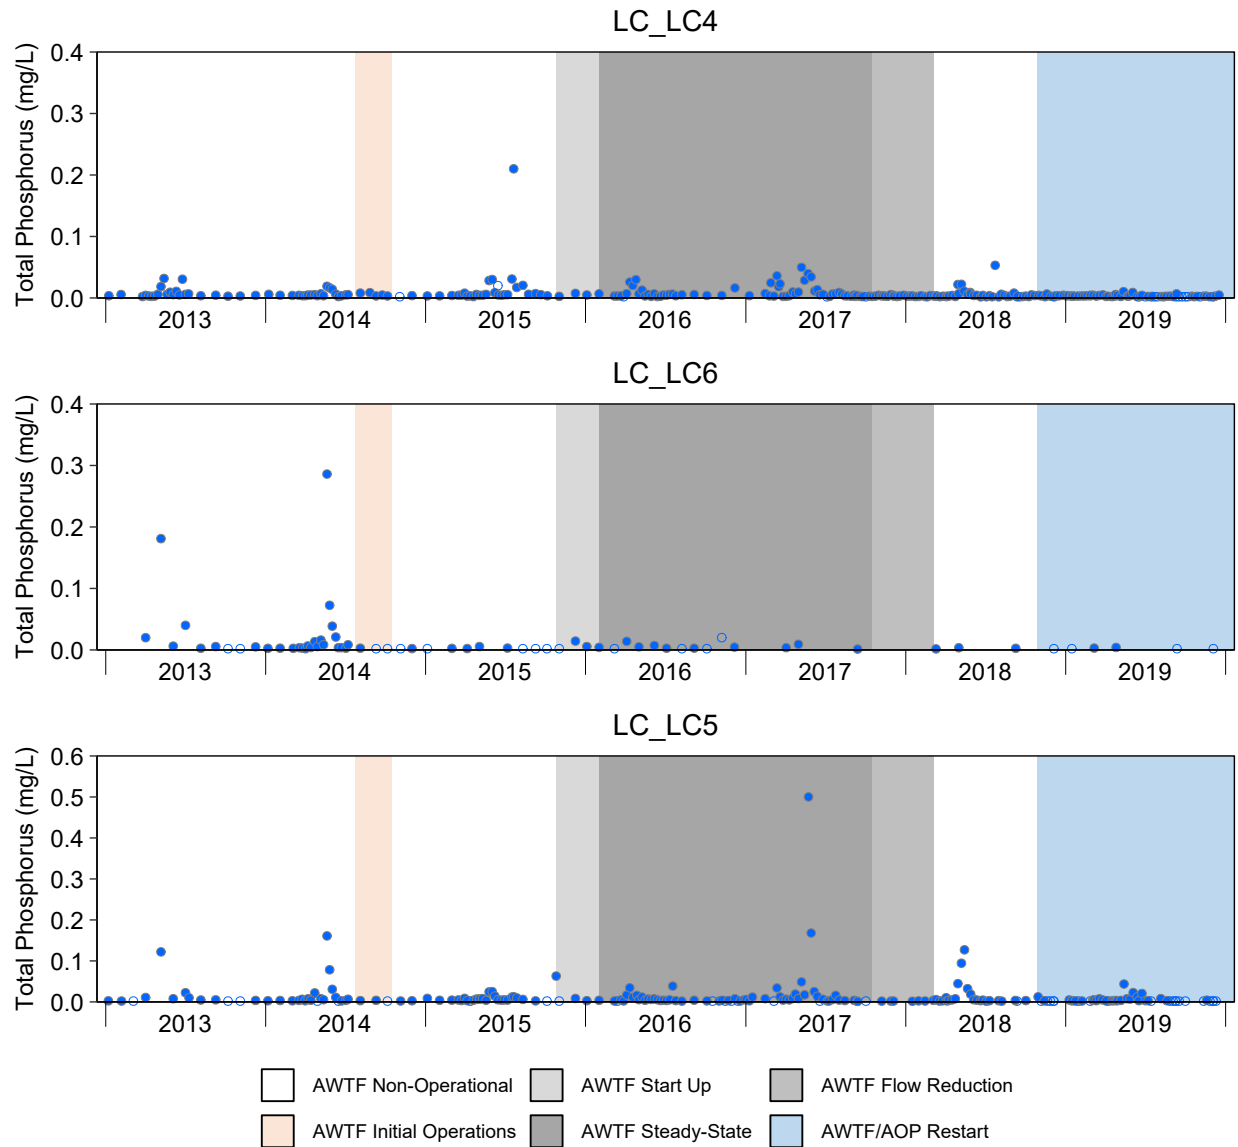 LC_LC4
Total Phosphorus (mg/L)
0.4
0.3
0.2
0.1
0.0
2013 2014 2015 2016 2017 2018 2019
LC_LC6
Total Phosphorus (mg/L)
0.4
0.3
0.2
0.1
0.0
2013 2014 2015 2016 2017 2018 2019
LC_LC5
Total Phosphorus (mg/L)
0.6
0.5
0.4
0.3
0.2
0.1
0.0
2013 2014 2015 2016 2017 2018 2019
AWTF Non-Operational AWTF Start Up AWTF Flow Reduction
AWTF Initial Operations AWTF Steady-State AWTF/AOP Restart